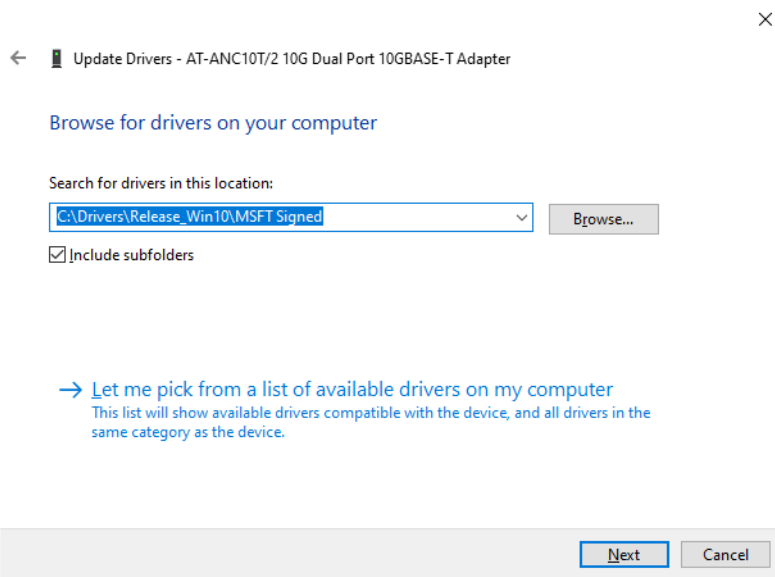 Update Drivers - AT-ANC10T/2 10G Dual Port 10GBASE-T Adapter
Browse for drivers on your computer
Search for drivers in this location:
C:\Drivers\Release_Win10\MSFT Signed
Browse...
Include subfolders
Let me pick from a list of available drivers on my computer
This list will show available drivers compatible with the device, and all drivers in the
same category as the device.
Next
Cancel